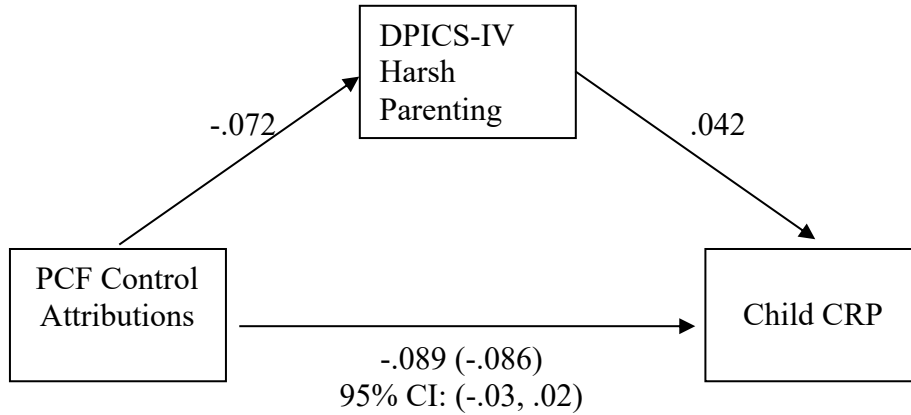 DPICS-IV
Harsh
Parenting
-.072
.042
PCF Control
Attributions
Child CRP
-.089 (-.086)
95% CI: (-.03, .02)